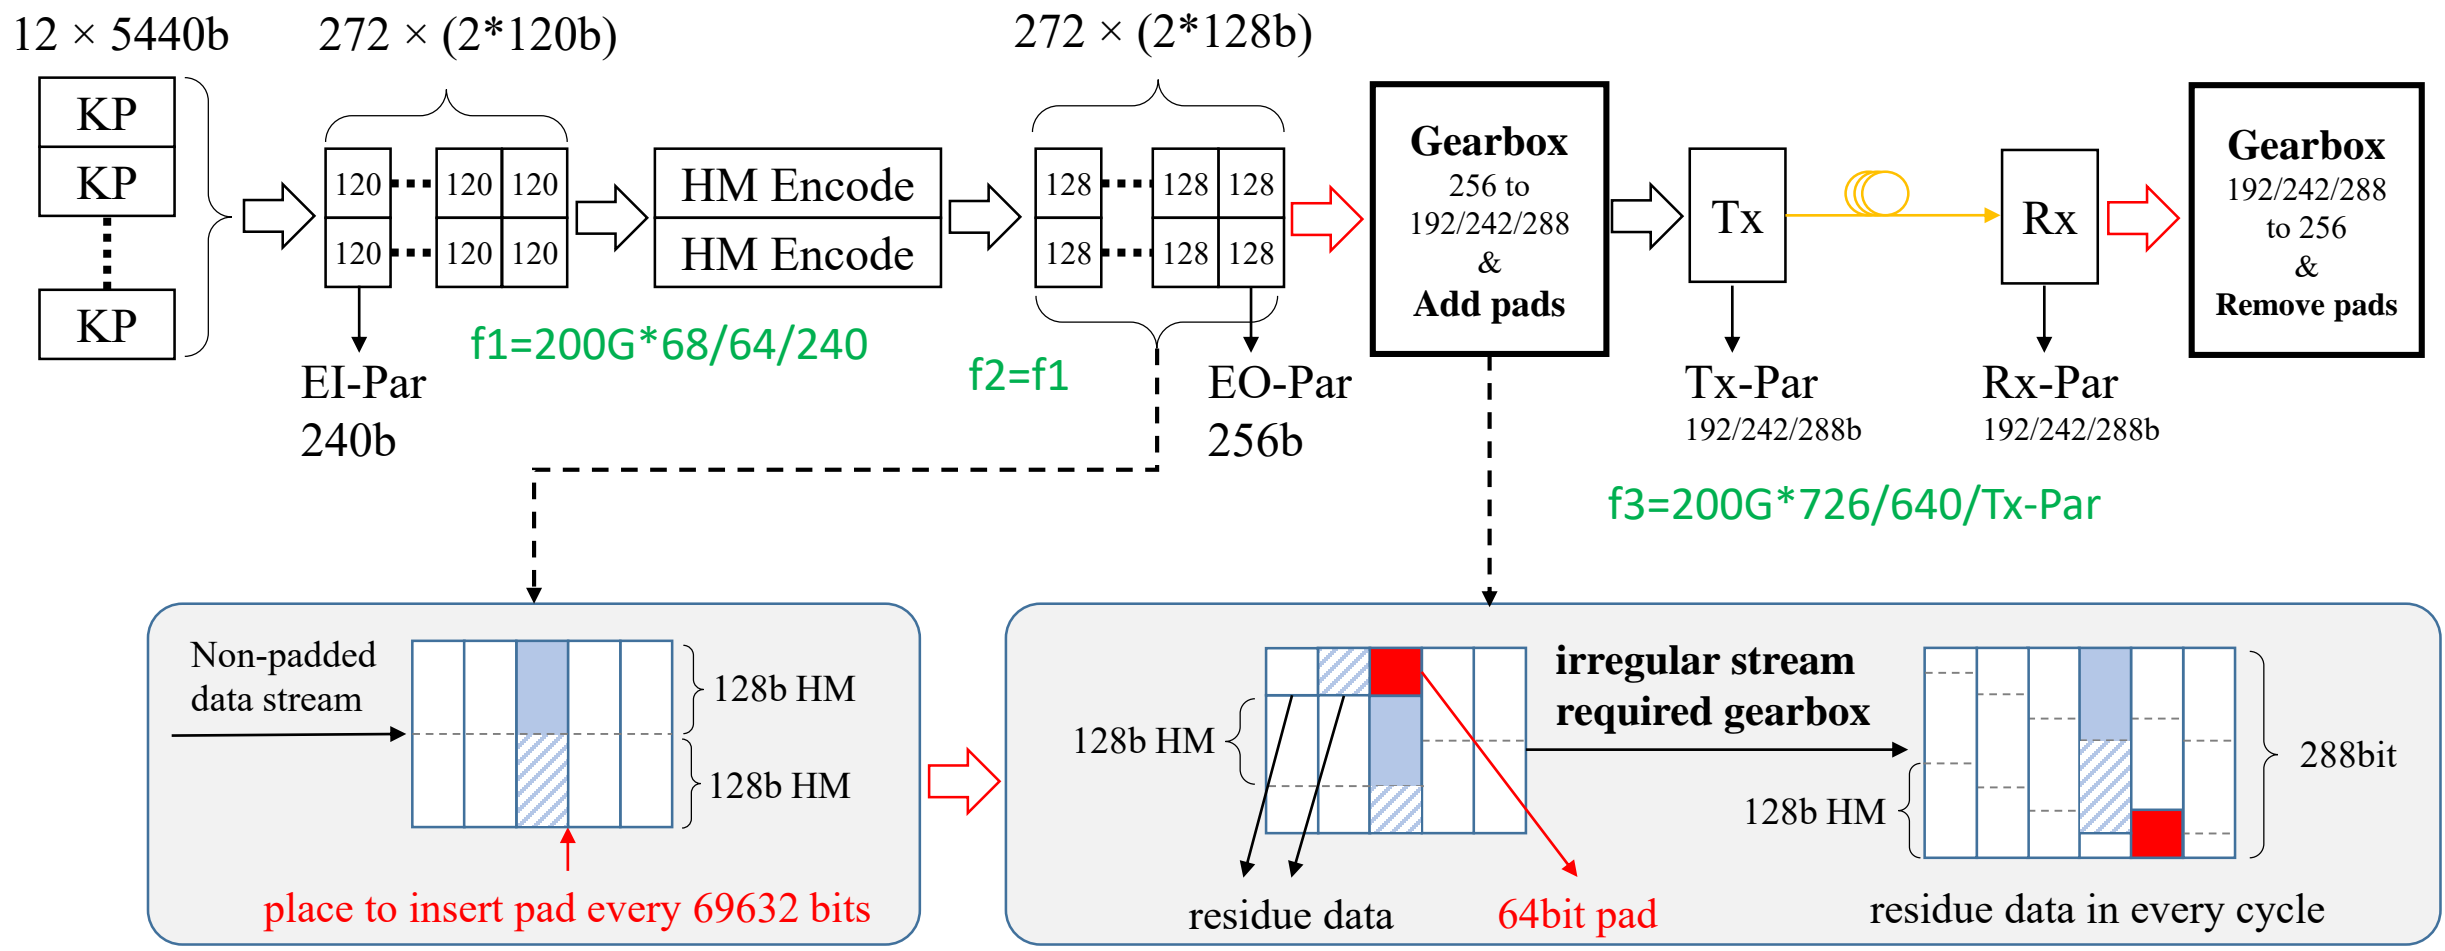 12 × 5440b
272 × (2*120b)
272 × (2*128b)
KP
KP
KP
120
120
120
120
120
120
HM Encode
HM Encode
128
128
128
128
128
128
Gearbox
256 to
192/242/288
&
Add pads
Tx
Rx
Gearbox
192/242/288
to 256
&
Remove pads
f1=200G*68/64/240
f2=f1
EI-Par
240b
EO-Par
256b
Tx-Par
192/242/288b
Rx-Par
192/242/288b
f3=200G*726/640/Tx-Par
Non-padded
data stream
128b HM
128b HM
place to insert pad every 69632 bits
128b HM
residue data
64bit pad
irregular stream
required gearbox
128b HM
288bit
residue data in every cycle